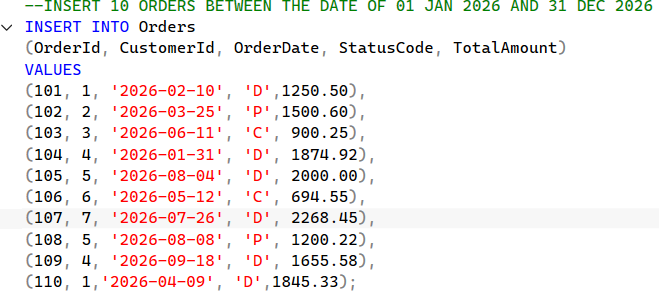 --INSERT 10 ORDERS BETWEEN THE DATE OF 01 JAN 2026 AND 31 DEC 2026
INSERT INTO Orders
(OrderId, CustomerId, OrderDate, StatusCode, TotalAmount)
VALUES
(101, 1, '2026-02-10', 'D',1250.50),
(102, 2, '2026-03-25', 'P',1500.60),
(103, 3, '2026-06-11', 'C', 900.25),
(104, 4, '2026-01-31', 'D', 1874.92),
(105, 5, '2026-08-04', 'D', 2000.00),
(106, 6, '2026-05-12', 'C', 694.55),
(107, 7, '2026-07-26', 'D', 2268.45),
(108, 5, '2026-08-08', 'P', 1200.22),
(109, 4, '2026-09-18', 'D', 1655.58),
(110, 1,'2026-04-09', 'D',1845.33);